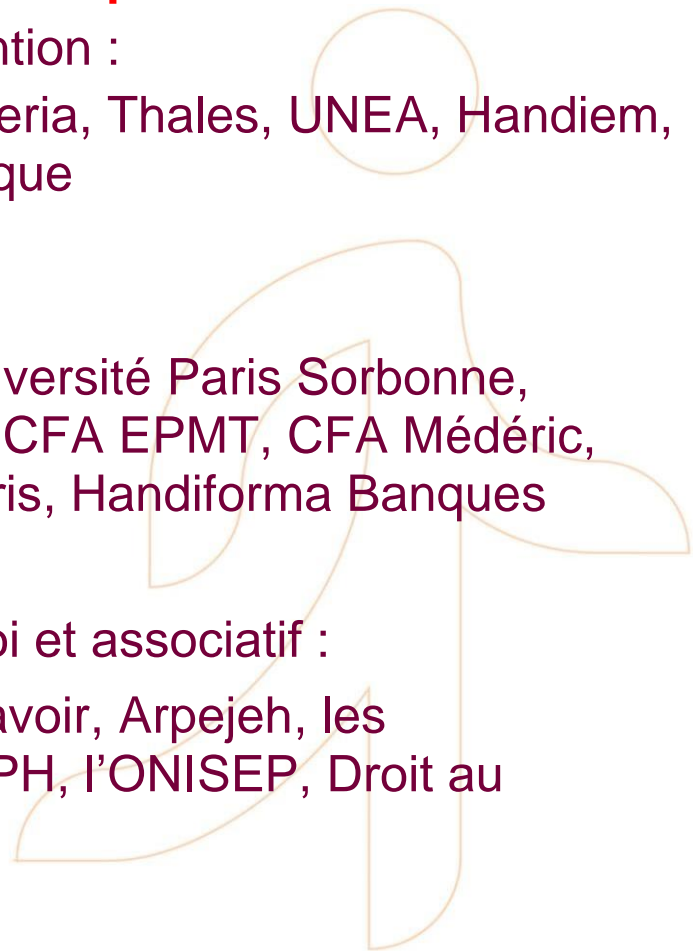 ntion :
eria, Thales, UNEA, Handiem,
que
versité Paris Sorbonne,
CFA EPMT, CFA Médéric,
ris, Handiforma Banques
oi et associatif :
avoir, Arpejeh, les
PH, l’ONISEP, Droit au